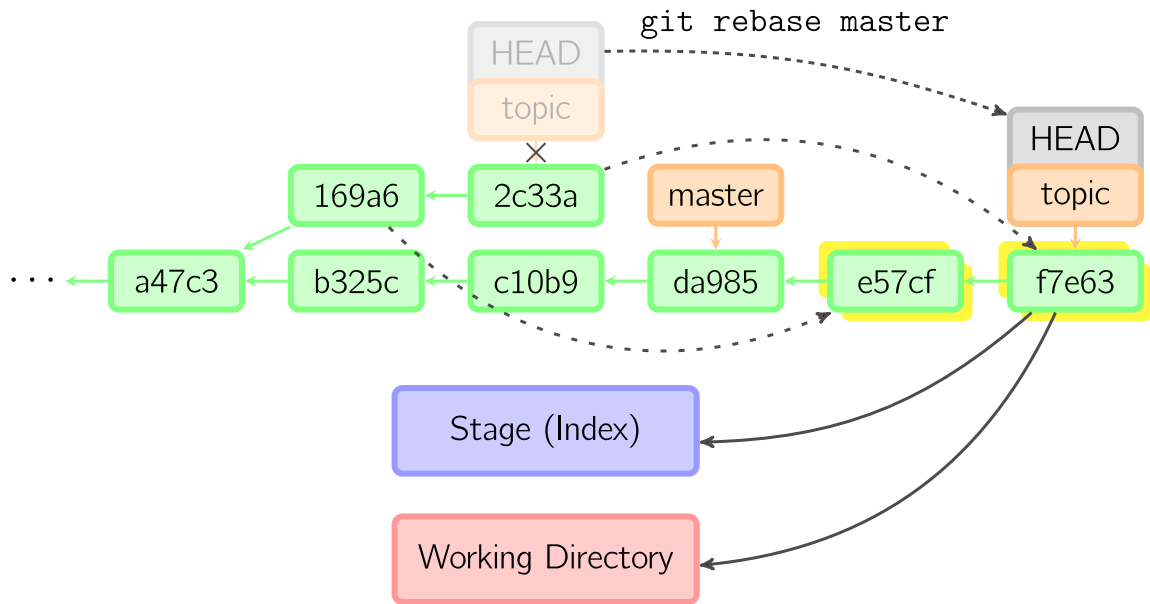 git rebase master
HEAD
topic
HEAD
169a6
2c33a
master
topic
...
a47c3
b325c
c10b9
da985
e57cf
f7e63
Stage (Index)
Working Directory